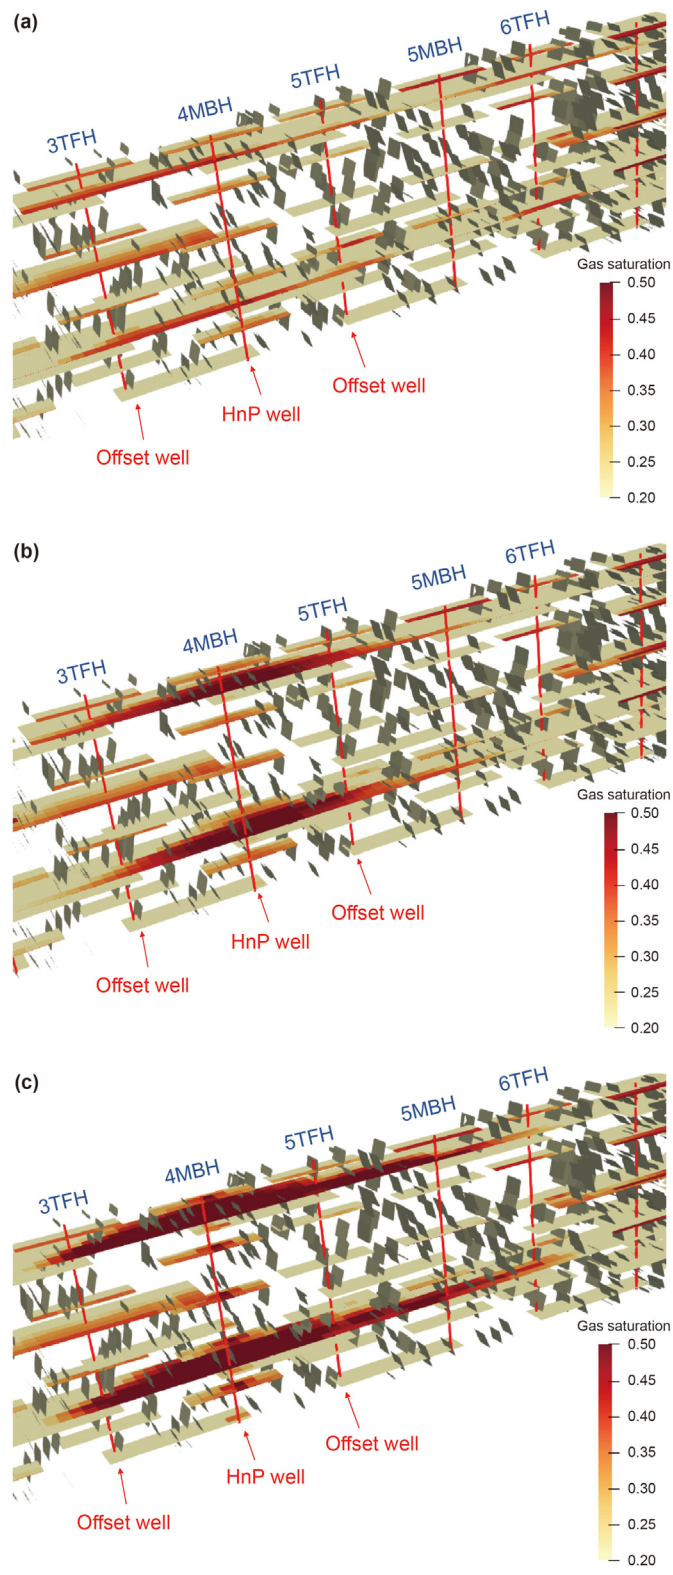 (a)
6TFH
5MBH
5TFH
4MBH
3TFH
Gas saturation
0.50
0.45
0.40
0.35
0.30
0.25
0.20
Offset well
HnP well
Offset well
(b)
6TFH
5MBH
5TFH
4MBH
3TFH
Gas saturation
0.50
0.45
0.40
0.35
0.30
0.25
0.20
Offset well
HnP well
Offset well
(c)
6TFH
5MBH
5TFH
4MBH
3TFH
Gas saturation
0.50
0.45
0.40
0.35
0.30
0.25
0.20
Offset well
HnP well
Offset well